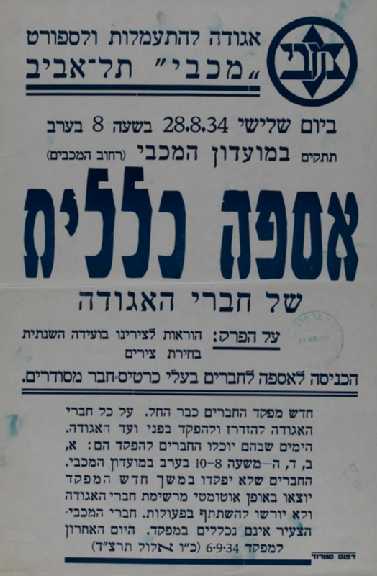 אגודה להתעמלות ולספורט
„מכבי” תל־אביב
מכבי
ביום שלישי 28.8.34 בשעה 8 בערב
תתקים במועדון המכבי (רחוב המכבים)
אספה כללית
של חברי האגודה
על הפרק: הוראות לצירינו בועידה השנתית
בחירת צירים
הכניסה לאספה לחברים בעלי כרטיס־חבר מסודרים.
חדש מפקד החברים כבר החל. על כל חברי
האגודה להזדרז ולהפקד בפני ועד האגודה.
הימים שבהם יוכלו החברים להפקד הם: א,
ב, ד, ה־משעה 8–10 בערב במועדון המכבי.
החברים שלא יפקדו במשך חדש המפקד
יוצאו באופן אוטומטי מרשימת חברי האגודה
ולא יורשו להשתתף בפעולות. חברי המכבי
הצעיר אינם נכללים במפקד. היום האחרון
למפקד 6.9.34 (כ״ו אלול תרצ״ד)
דפוס